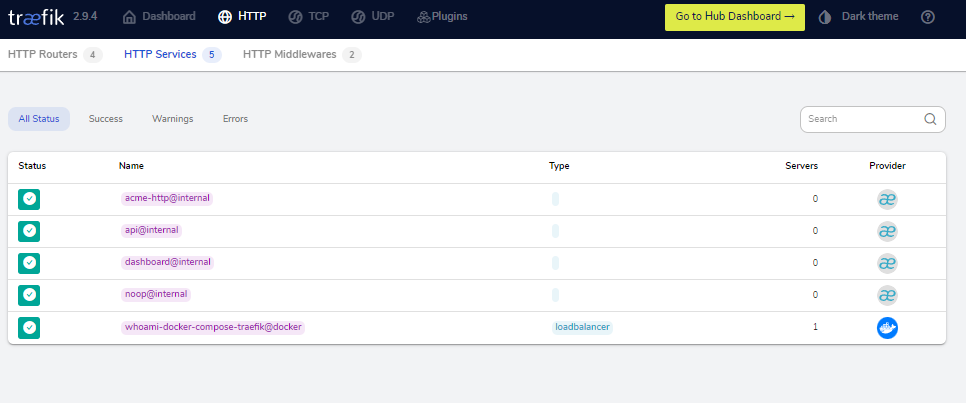 træfik 2.9.4 Dashboard HTTP TCP UDP Plugins Go to Hub Dashboard → Dark theme
HTTP Routers 4 HTTP Services 5 HTTP Middlewares 2
All Status Success Warnings Errors Search
Status Name Type Servers Provider
acme-http@internal 0 æ
api@internal 0 æ
dashboard@internal 0 æ
noop@internal 0 æ
whoami-docker-compose-traefik@docker loadbalancer 1